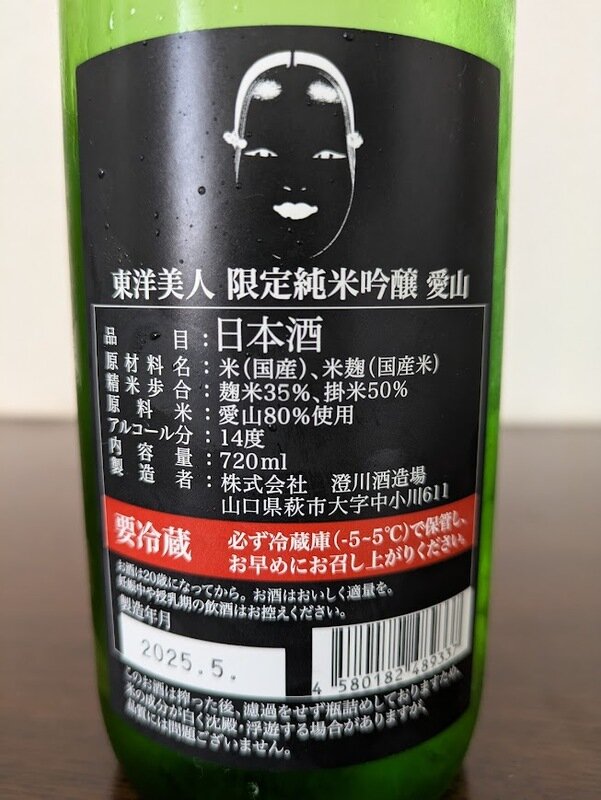 東洋美人 限定純米吟醸 愛山
品目：日本酒
原材料名：米（国産）、米麹（国産米）
精米歩合：麹米35%、掛米50%
原料米：愛山80%使用
アルコール分：14度
内容量：720ml
製造者：株式会社 澄川酒造場
山口県萩市大字中小川611
要冷蔵
必ず冷蔵庫(-5~5℃)で保管し、
お早めにお召し上がりください。
お酒は20歳になってから。お酒はおいしく適量を。
妊娠中や授乳期の飲酒はお控えください。
製造年月
2025.5.
4 580182 489337
このお酒は搾った後、濾過をせず瓶詰めしておりますため、
米の成分が白く沈殿・浮遊する場合がありますが、
品質には問題ございません。